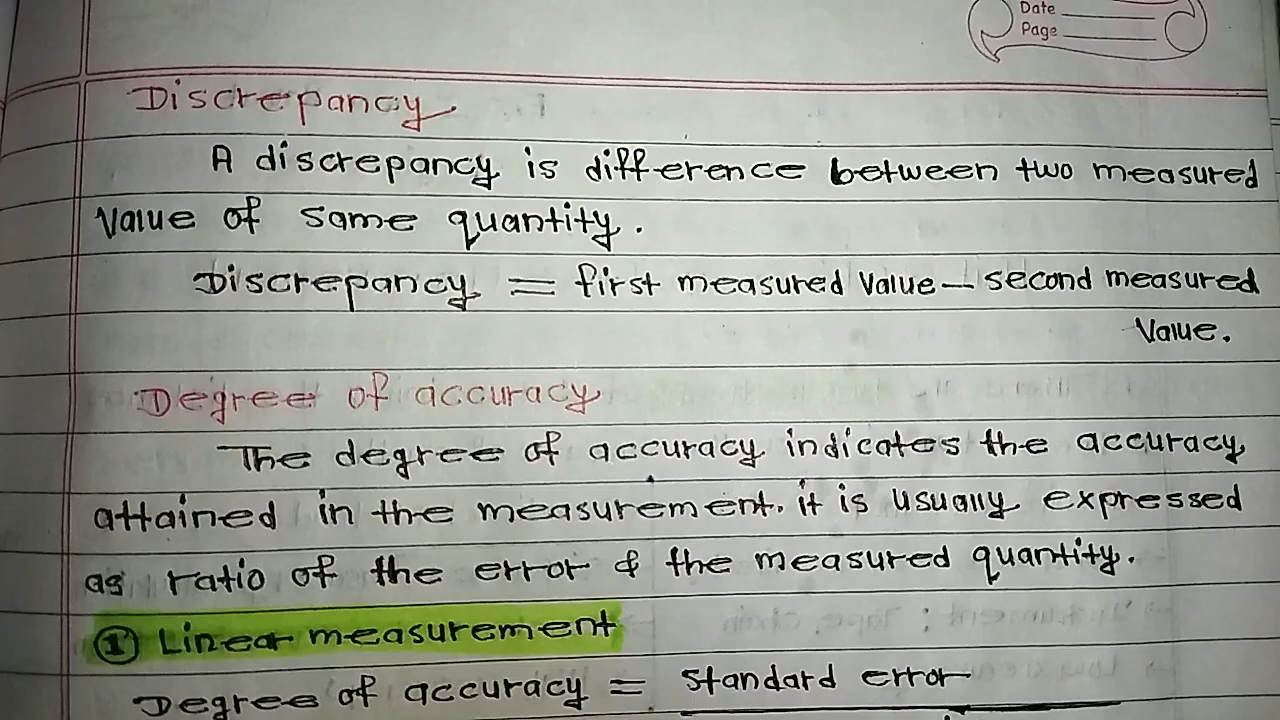 Date
Page
Discrepancy
A discrepancy is difference between two measured
value of same quantity.
Discrepancy = first measured value – second measured
value.
Degree of accuracy
The degree of accuracy indicates the accuracy
attained in the measurement. it is usually expressed
as ratio of the error & the measured quantity.
① Linear measurement
Degree of accuracy = standard error